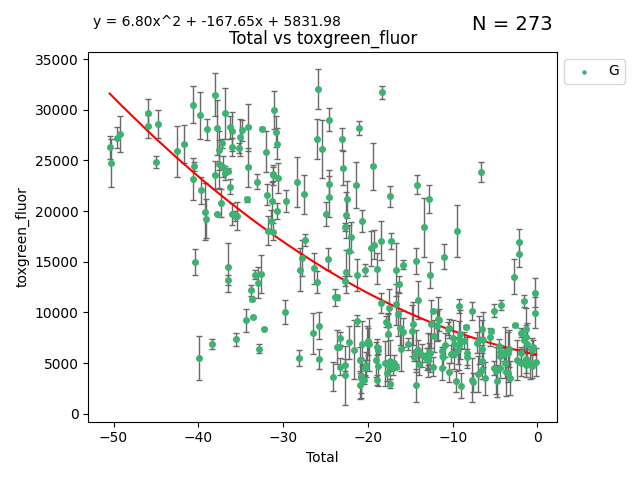 y = 6.80x^2 + -167.65x + 5831.98
N = 273
Total vs toxgreen_fluor
35000
30000
25000
20000
15000
10000
5000
0
toxgreen_fluor
−50
−40
−30
−20
−10
0
Total
G